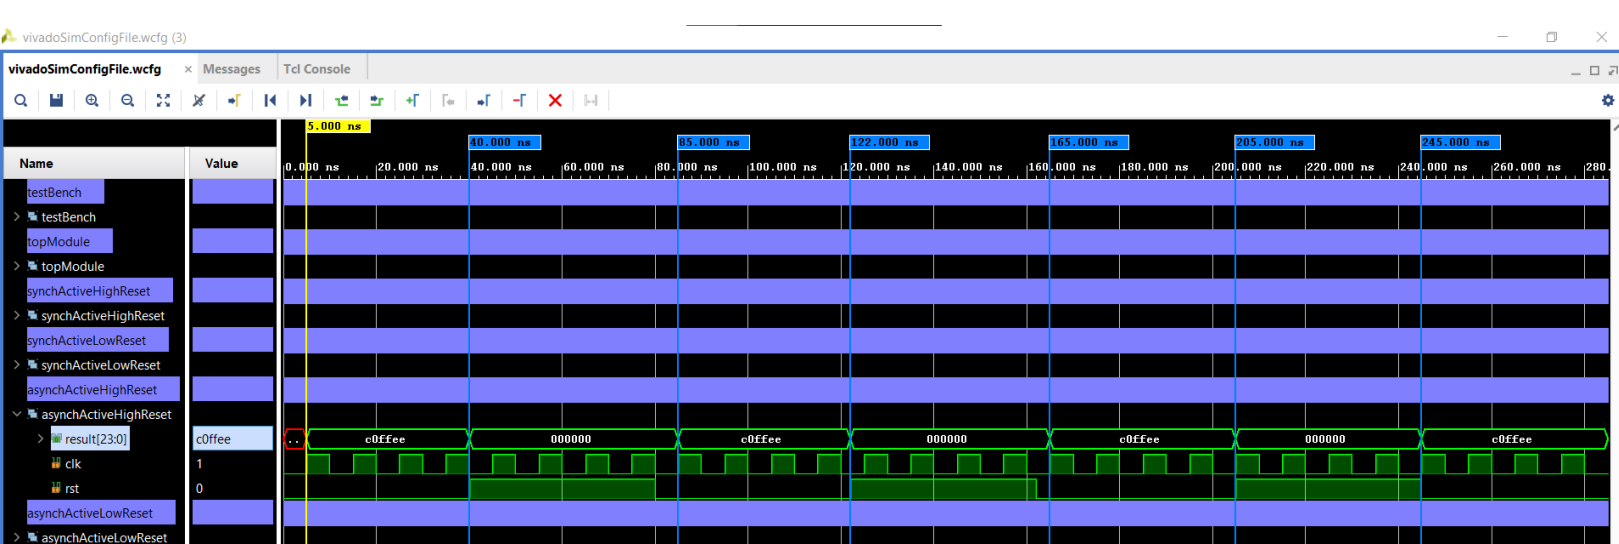 vivadoSimConfigFile.wcfg (3)
vivadoSimConfigFile.wcfg × Messages Tcl Console
5.000 ns
40.000 ns 85.000 ns 122.000 ns 165.000 ns 205.000 ns 245.000 ns
Name Value 0.000 ns 20.000 ns 40.000 ns 60.000 ns 80.000 ns 100.000 ns 120.000 ns 140.000 ns 160.000 ns 180.000 ns 200.000 ns 220.000 ns 240.000 ns 260.000 ns 280.
testBench
testBench
topModule
topModule
synchActiveHighReset
synchActiveHighReset
synchActiveLowReset
synchActiveLowReset
asynchActiveHighReset
asynchActiveHighReset
result[23:0] c0ffee .. c0ffee 000000 c0ffee 000000 c0ffee 000000 c0ffee
clk 1
rst 0
asynchActiveLowReset
asynchActiveLowReset